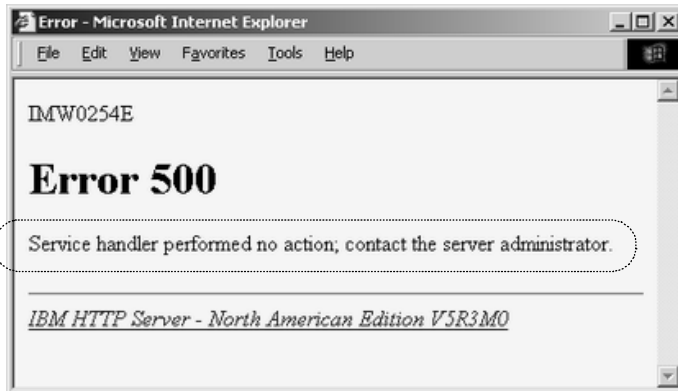 Error - Microsoft Internet Explorer
File Edit View Favorites Tools Help
IMW0254E
Error 500
Service handler performed no action; contact the server administrator.
IBM HTTP Server - North American Edition V5R3M0